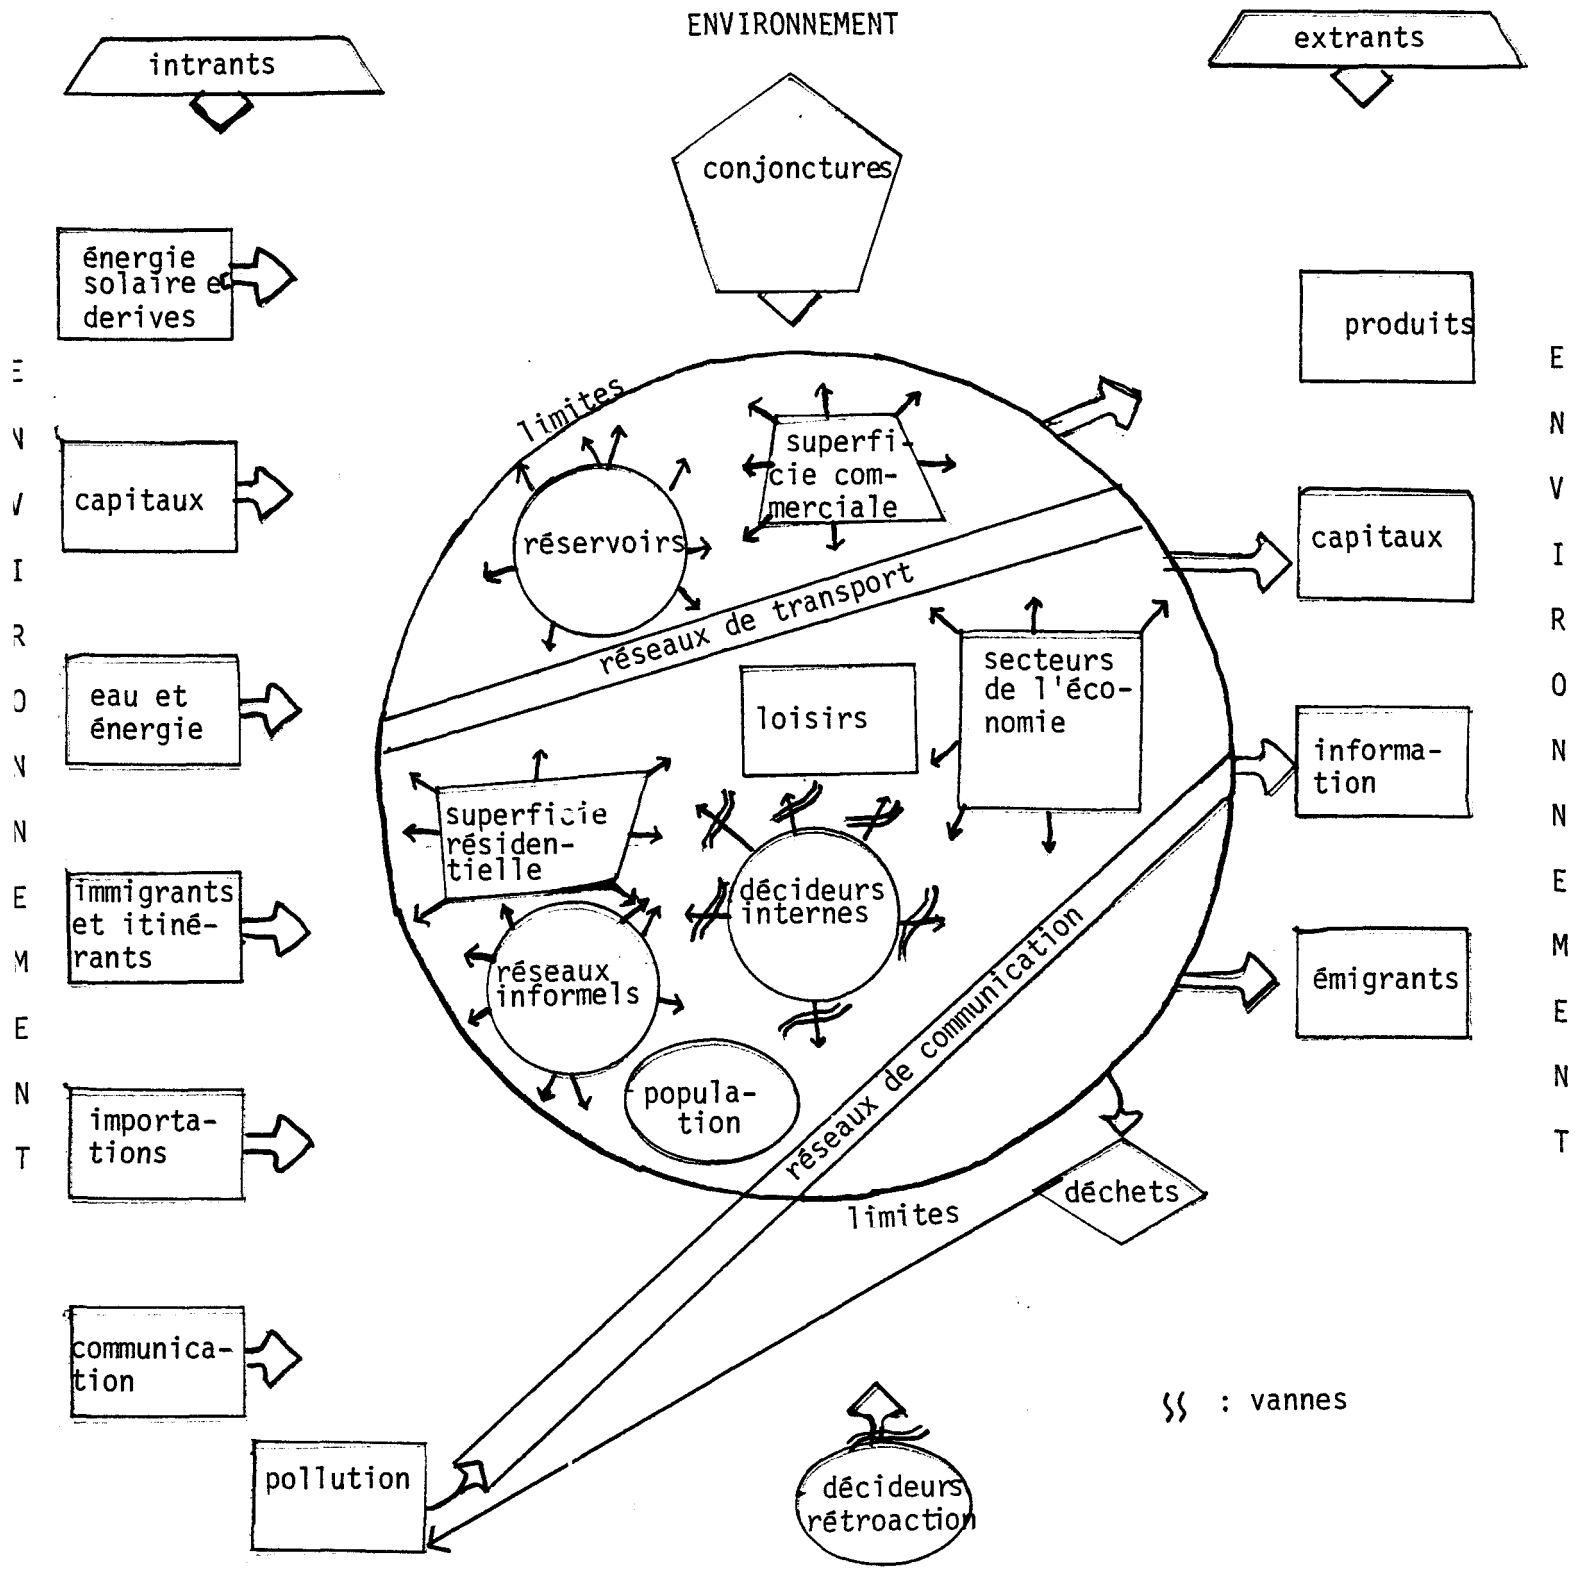 ENVIRONNEMENT
intrants
extrants
conjonctures
énergie
solaire e
derives
capitaux
eau et
énergie
immigrants
et itiné-
rants
importa-
tions
communica-
tion
pollution
ENVIRONNEMENT
limites
réservoirs
superfi-
cie com-
merciale
réseaux de transport
loisirs
secteurs
de l'éco-
nomie
superficie
résiden-
tielle
décideurs
internes
réseaux
informels
popula-
tion
réseaux de communication
limites
déchets
produits
capitaux
informa-
tion
émigrants
ENVIRONNEMENT
: vannes
décideurs
rétroaction